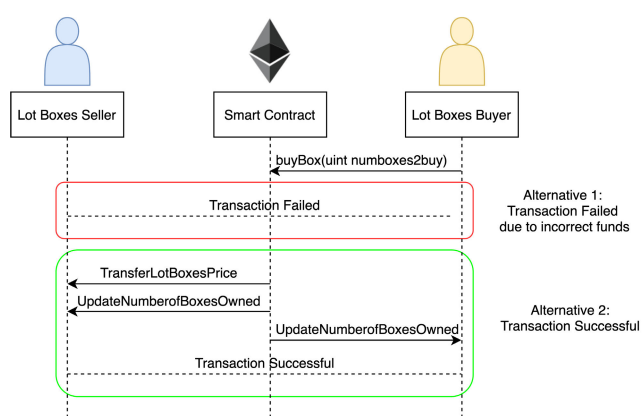 Lot Boxes Seller
Smart Contract
Lot Boxes Buyer
buyBox(uint numboxes2buy)
Transaction Failed
Alternative 1:
Transaction Failed
due to incorrect funds
TransferLotBoxesPrice
UpdateNumberofBoxesOwned
UpdateNumberofBoxesOwned
Alternative 2:
Transaction Successful
Transaction Successful